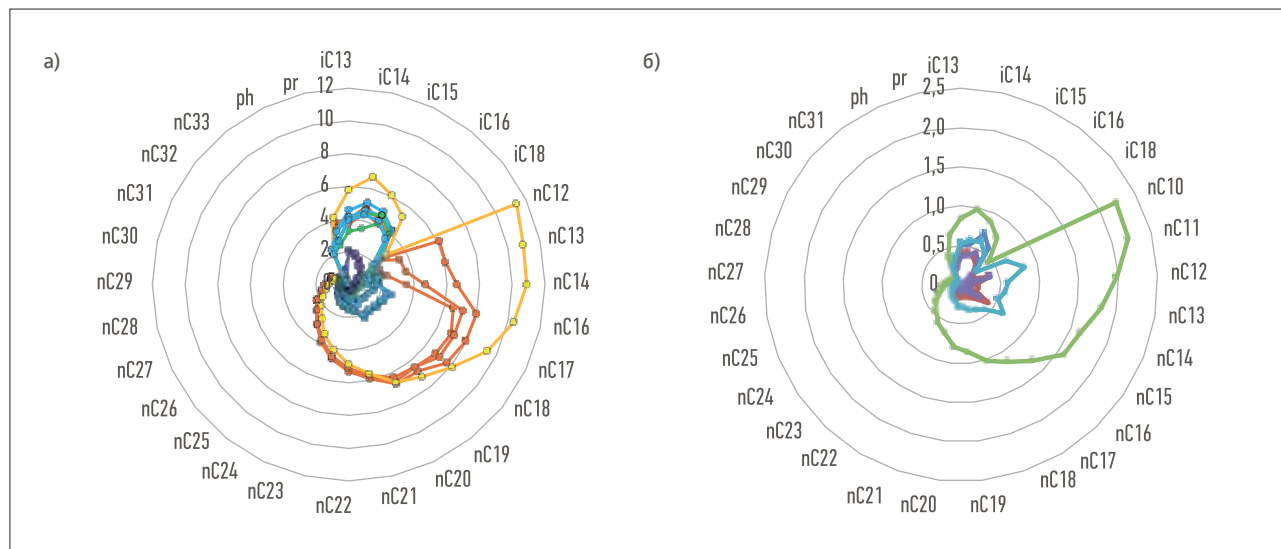 а)
iC13
iC14
iC15
iC16
iC18
nC12
nC13
nC14
nC16
nC17
nC18
nC19
nC20
nC21
nC22
nC23
nC24
nC25
nC26
nC27
nC28
nC29
nC30
nC31
nC32
nC33
ph
pr
12
10
8
6
4
2
0
б)
iC13
iC14
iC15
iC16
iC18
nC10
nC11
nC12
nC13
nC14
nC15
nC16
nC17
nC18
nC19
nC20
nC21
nC22
nC23
nC24
nC25
nC26
nC27
nC28
nC29
nC30
nC31
ph
pr
2,5
2,0
1,5
1,0
0,5
0